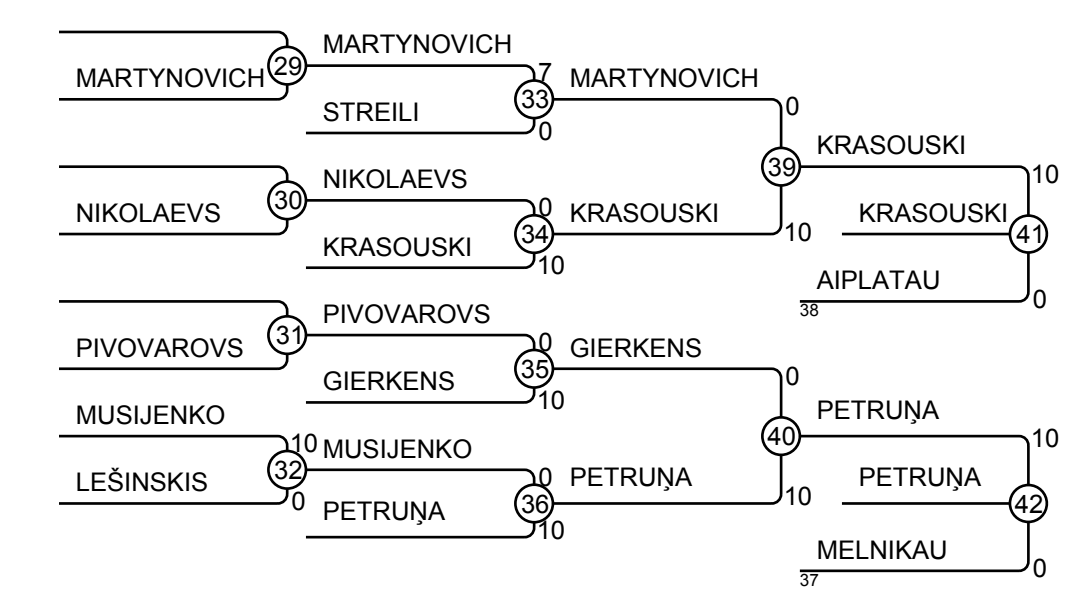 MARTYNOVICH
29
MARTYNOVICH
7
33
STREILI
0
MARTYNOVICH
0
39
KRASOUSKI
10
NIKOLAEVS
30
NIKOLAEVS
0
34
KRASOUSKI
10
KRASOUSKI
10
KRASOUSKI
41
AIPLATAU
38
0
PIVOVAROVS
31
PIVOVAROVS
0
35
GIERKENS
10
GIERKENS
0
40
PETRUŅA
10
MUSIJENKO
10
32
LEŠINSKIS
0
MUSIJENKO
0
36
PETRUŅA
10
PETRUŅA
10
PETRUŅA
42
MELNIKAU
37
0